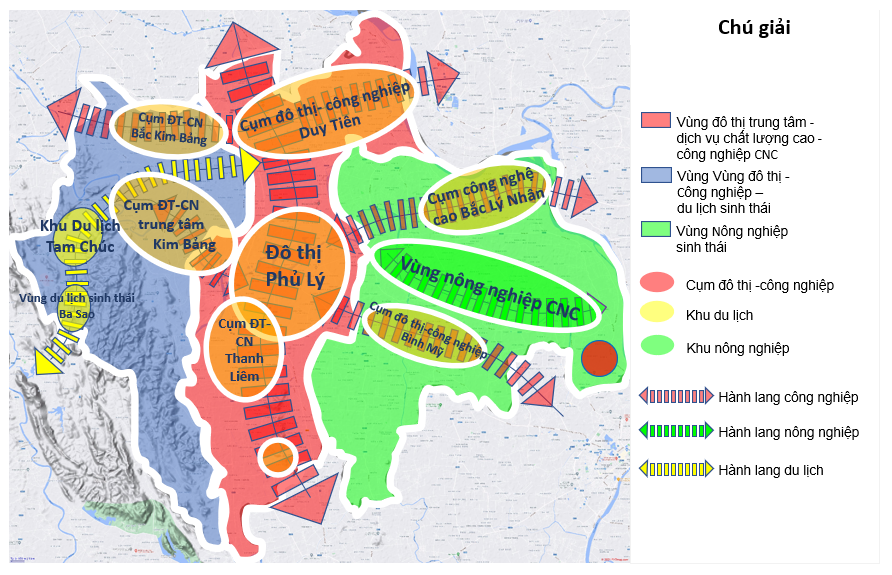 Chú giải
Vùng đô thị trung tâm -
dịch vụ chất lượng cao -
công nghiệp CNC
Vùng Vùng đô thị -
Công nghiệp –
du lịch sinh thái
Vùng Nông nghiệp
sinh thái
Cụm đô thị -công nghiệp
Khu du lịch
Khu nông nghiệp
Hành lang công nghiệp
Hành lang nông nghiệp
Hành lang du lịch
Cụm ĐT-CN
Bắc Kim Bảng
Cụm đô thị- công nghiệp
Duy Tiên
Cụm ĐT-CN
trung tâm
Kim Bảng
Cụm công nghệ
cao Bắc Lý Nhân
Khu Du lịch
Tam Chúc
Đô thị
Phủ Lý
Vùng nông nghiệp CNC
Vùng du lịch sinh thái
Ba Sao
Cụm ĐT-
CN
Thanh
Liêm
Cụm đô thị-công nghiệp
Bình Mỹ